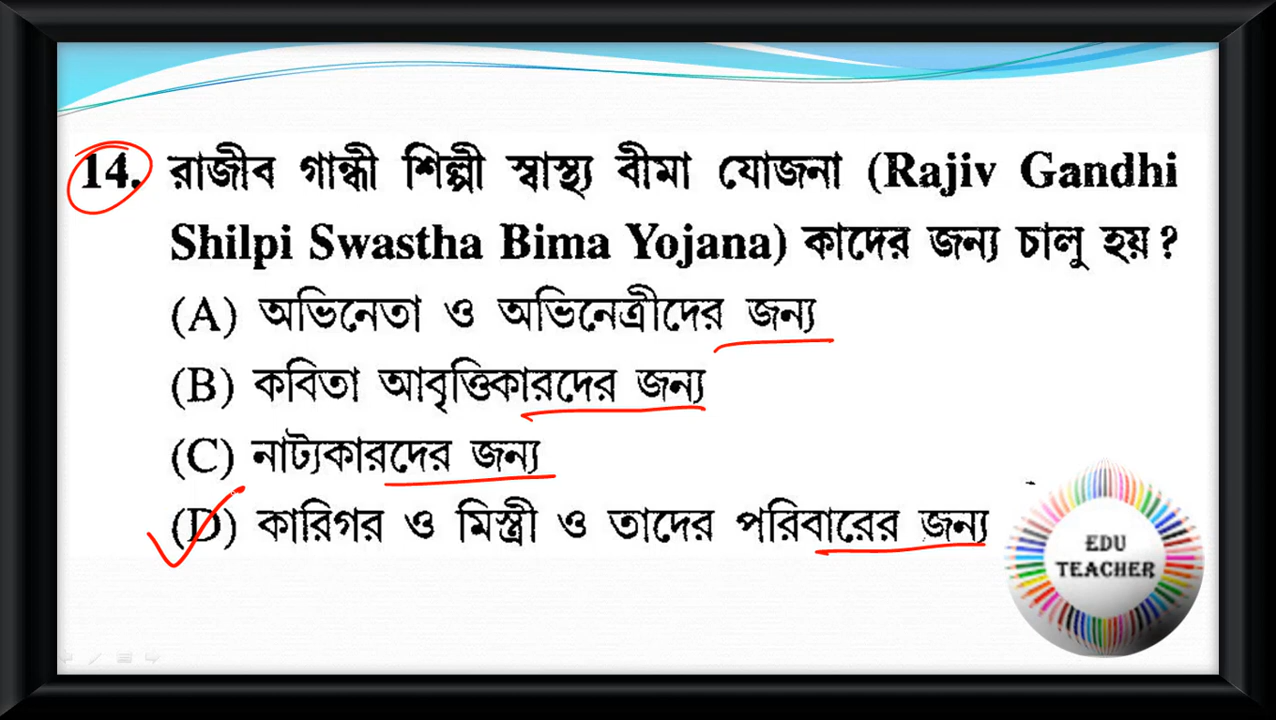 14. রাজীব গান্ধী শিল্পী স্বাস্থ্য বীমা যোজনা (Rajiv Gandhi
Shilpi Swastha Bima Yojana) কাদের জন্য চালু হয় ?
(A) অভিনেতা ও অভিনেত্রীদের জন্য
(B) কবিতা আবৃত্তিকারদের জন্য
(C) নাট্যকারদের জন্য
(D) কারিগর ও মিস্ত্রী ও তাদের পরিবারের জন্য
EDU
TEACHER